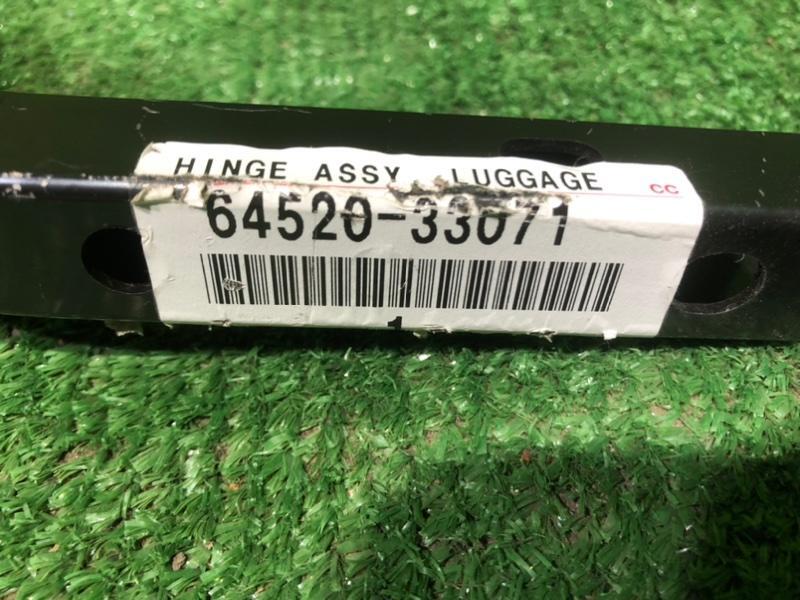 HINGE ASSY, LUGGAGE CC
64520-33071
1